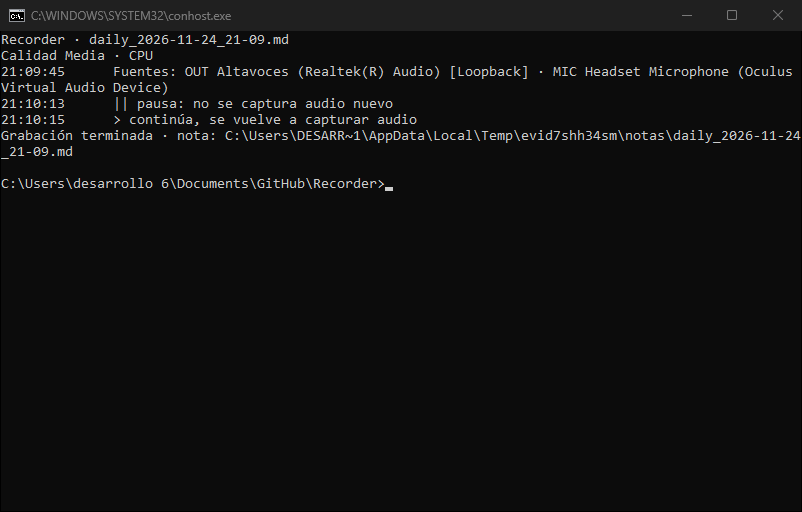 C:\WINDOWS\SYSTEM32\conhost.exe
Recorder · daily_2026-11-24_21-09.md
Calidad Media · CPU
21:09:45      Fuentes: OUT Altavoces (Realtek(R) Audio) [Loopback] · MIC Headset Microphone (Oculus
Virtual Audio Device)
21:10:13      || pausa: no se captura audio nuevo
21:10:15      > continúa, se vuelve a capturar audio
Grabación terminada · nota: C:\Users\DESARR~1\AppData\Local\Temp\evid7shh34sm\notas\daily_2026-11-24
_21-09.md
C:\Users\desarrollo 6\Documents\GitHub\Recorder>